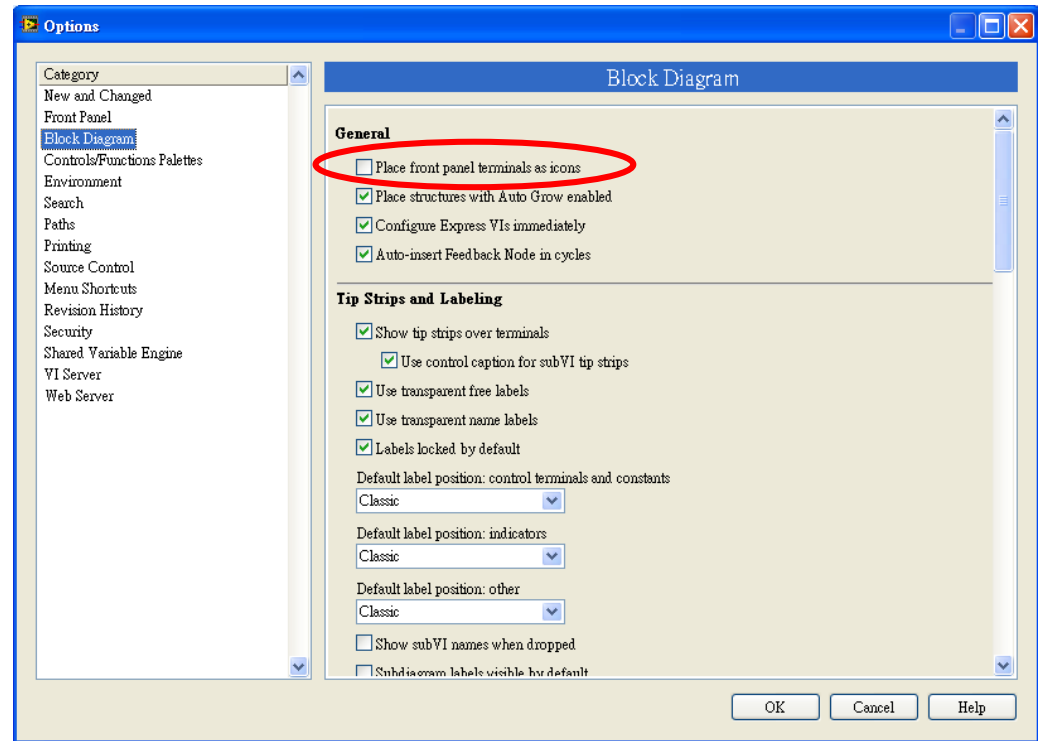 Options
Category
New and Changed
Front Panel
Block Diagram
Controls/Functions Palettes
Environment
Search
Paths
Printing
Source Control
Menu Shortcuts
Revision History
Security
Shared Variable Engine
VI Server
Web Server
Block Diagram
General
Place front panel terminals as icons
Place structures with Auto Grow enabled
Configure Express VIs immediately
Auto-insert Feedback Node in cycles
Tip Strips and Labeling
Show tip strips over terminals
Use control caption for subVI tip strips
Use transparent free labels
Use transparent name labels
Labels locked by default
Default label position: control terminals and constants
Classic
Default label position: indicators
Classic
Default label position: other
Classic
Show subVI names when dropped
Subdiagram labels visible by default
OK
Cancel
Help